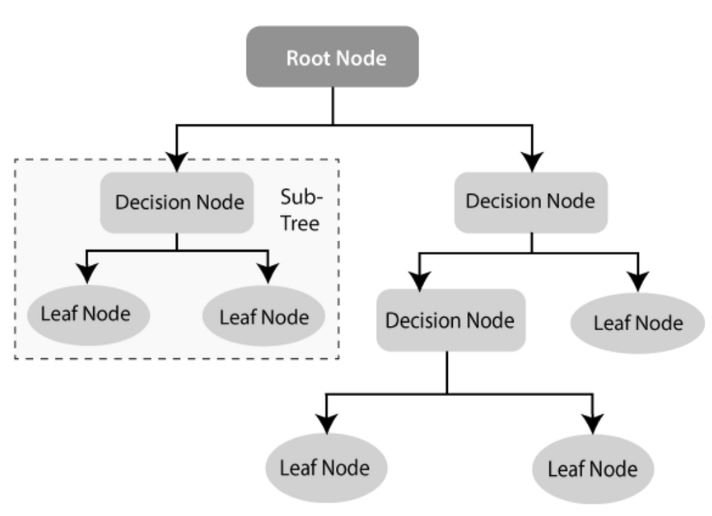 Root Node
Decision Node
Sub-
Tree
Decision Node
Leaf Node
Leaf Node
Decision Node
Leaf Node
Leaf Node
Leaf Node